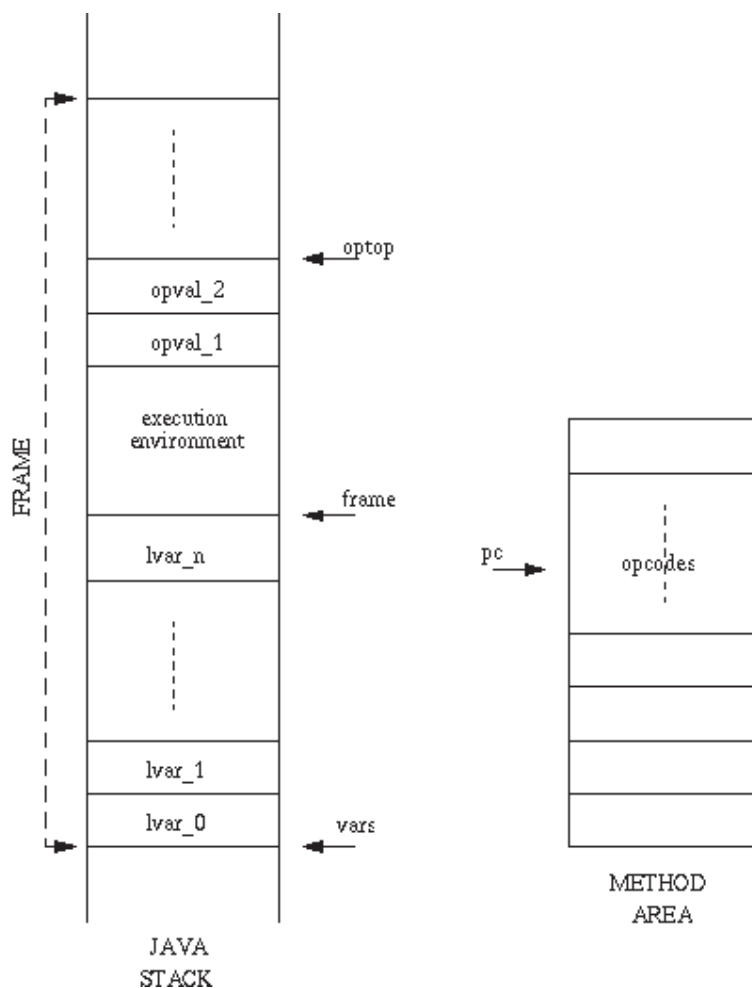 optop
opval_2
opval_1
execution
environment
FRAME
frame
lvar_n
pc
opcodes
lvar_1
lvar_0
vars
METHOD
AREA
JAVA
STACK